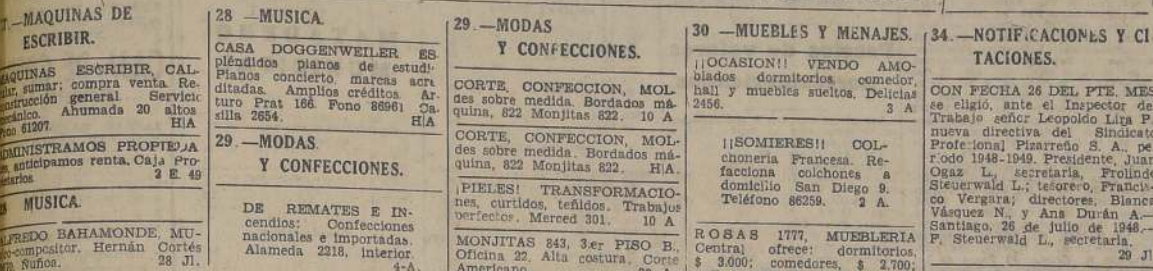 —MAQUINAS DE
ESCRIBIR.
MAQUINAS ESCRIBIR, CAL-
sumar; compra venta. Re-
construcción general. Servicio
mecánico. Ahumada 20 altos
61207. H|A
ADMINISTRAMOS PROPIEDA
anticipamos renta, Caja Pro-
2 E. 49
MUSICA.
ALFREDO BAHAMONDE, MU-
co-compositor. Hernán Cortés
Ñuñoa. 28 Jl.
28 —MUSICA.
CASA DOGGENWEILER ES
pléndidos pianos de estudi-
Pianos concierto, marcas acre
ditadas. Amplios créditos. Ar-
turo Prat 166. Fono 86961 Ca-
silla 2654. H|A
29 .—MODAS.
Y CONFECCIONES.
DE REMATES E IN-
cendios: Confecciones
nacionales e importadas.
Alameda 2218, interior.
4-A.
29 .—MODAS
Y CONFECCIONES.
CORTE, CONFECCION, MOL-
des sobre medida. Bordados má-
quina, 822 Monjitas 822. 10 A
CORTE, CONFECCION, MOL-
des sobre medida. Bordados má-
quina, 822 Monjitas 822. H|A.
¡PIELES! TRANSFORMACIO-
nes, curtidos, teñidos. Trabajos
perfectos. Merced 301. 10 A
MONJITAS 843, 3.er PISO B.,
Oficina 22, Alta costura, Corte
Americano.
30 —MUEBLES Y MENAJES.
¡¡OCASION!! VENDO AMO-
blados dormitorios, comedor,
hall y muebles sueltos, Delicias
2456. 3 A
¡¡SOMIERES!! COL-
chonería Francesa. Re-
facciona colchones a
domicilio San Diego 9.
Teléfono 86259. 2 A.
ROSAS 1777, MUEBLERIA
Central ofrece: dormitorios,
$ 3.000; comedores, $ 2.700;
34.—NOTIFICACIONES Y CI
TACIONES.
CON FECHA 26 DEL PTE. MES
se eligió, ante el Inspector de
Trabajo señor Leopoldo Lira P.
nueva directiva del Sindicato
Profesional Pizarreño S. A., pe
ríodo 1948-1949. Presidente, Juan
Ogaz L., secretaria, Frolinde
Steuerwald L.; tesorero, Francis-
co Vergara; directores, Blanca
Vásquez N., y Ana Durán A.—
Santiago, 26 de julio de 1948.—
F. Steuerwald L., secretaria.
29 Jl